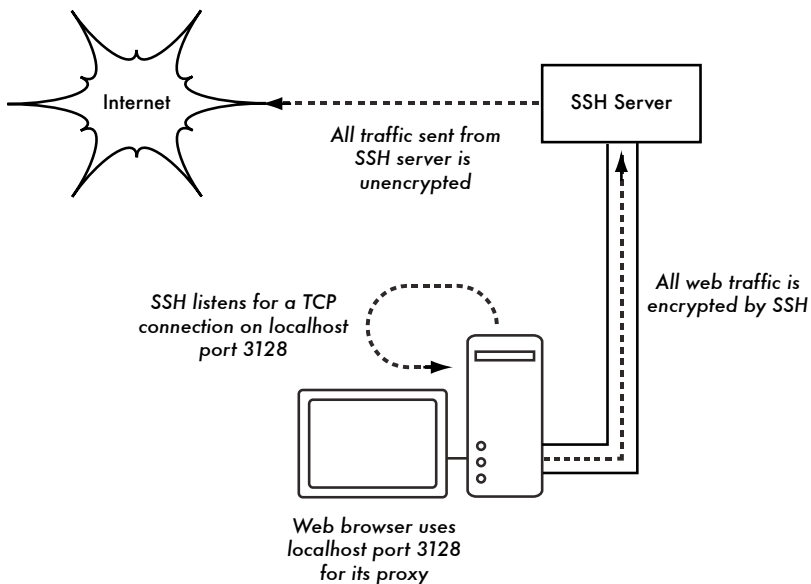 Internet
SSH Server
All traffic sent from
SSH server is
unencrypted
All web traffic is
encrypted by SSH
SSH listens for a TCP
connection on localhost
port 3128
Web browser uses
localhost port 3128
for its proxy